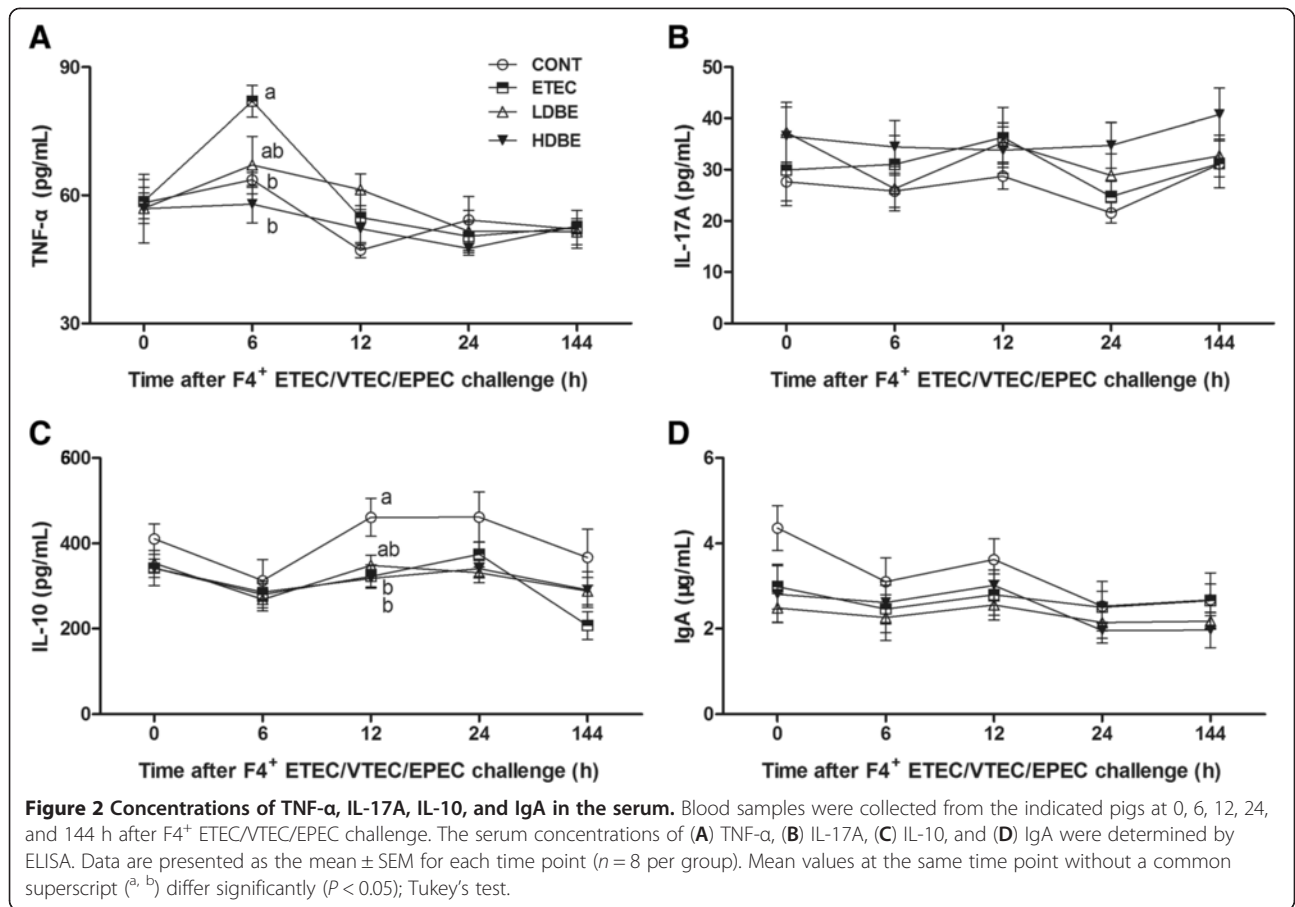 A
90
60
30
TNF-α (pg/mL)
CONT
ETEC
LDBE
HDBE
a
ab
b
b
0 6 12 24 144
Time after F4⁺ ETEC/VTEC/EPEC challenge (h)
B
50
40
30
20
10
0
IL-17A (pg/mL)
0 6 12 24 144
Time after F4⁺ ETEC/VTEC/EPEC challenge (h)
C
600
400
200
0
IL-10 (pg/mL)
a
ab
b
b
0 6 12 24 144
Time after F4⁺ ETEC/VTEC/EPEC challenge (h)
D
6
4
2
0
IgA (µg/mL)
0 6 12 24 144
Time after F4⁺ ETEC/VTEC/EPEC challenge (h)
Figure 2 Concentrations of TNF-α, IL-17A, IL-10, and IgA in the serum. Blood samples were collected from the indicated pigs at 0, 6, 12, 24,
and 144 h after F4⁺ ETEC/VTEC/EPEC challenge. The serum concentrations of (A) TNF-α, (B) IL-17A, (C) IL-10, and (D) IgA were determined by
ELISA. Data are presented as the mean ± SEM for each time point (n = 8 per group). Mean values at the same time point without a common
superscript (ᵃ, ᵇ) differ significantly (P < 0.05); Tukey's test.